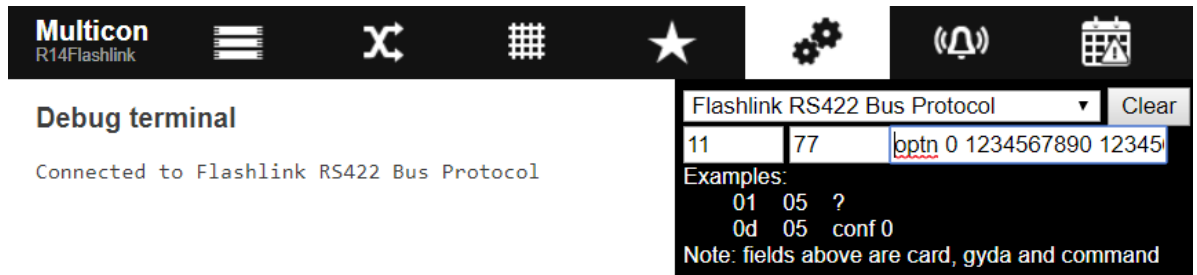 Multicon
R14Flashlink
Debug terminal
Connected to Flashlink RS422 Bus Protocol
Flashlink RS422 Bus Protocol Clear
11 77 optn 0 1234567890 12345
Examples:
01 05 ?
0d 05 conf 0
Note: fields above are card, gyda and command